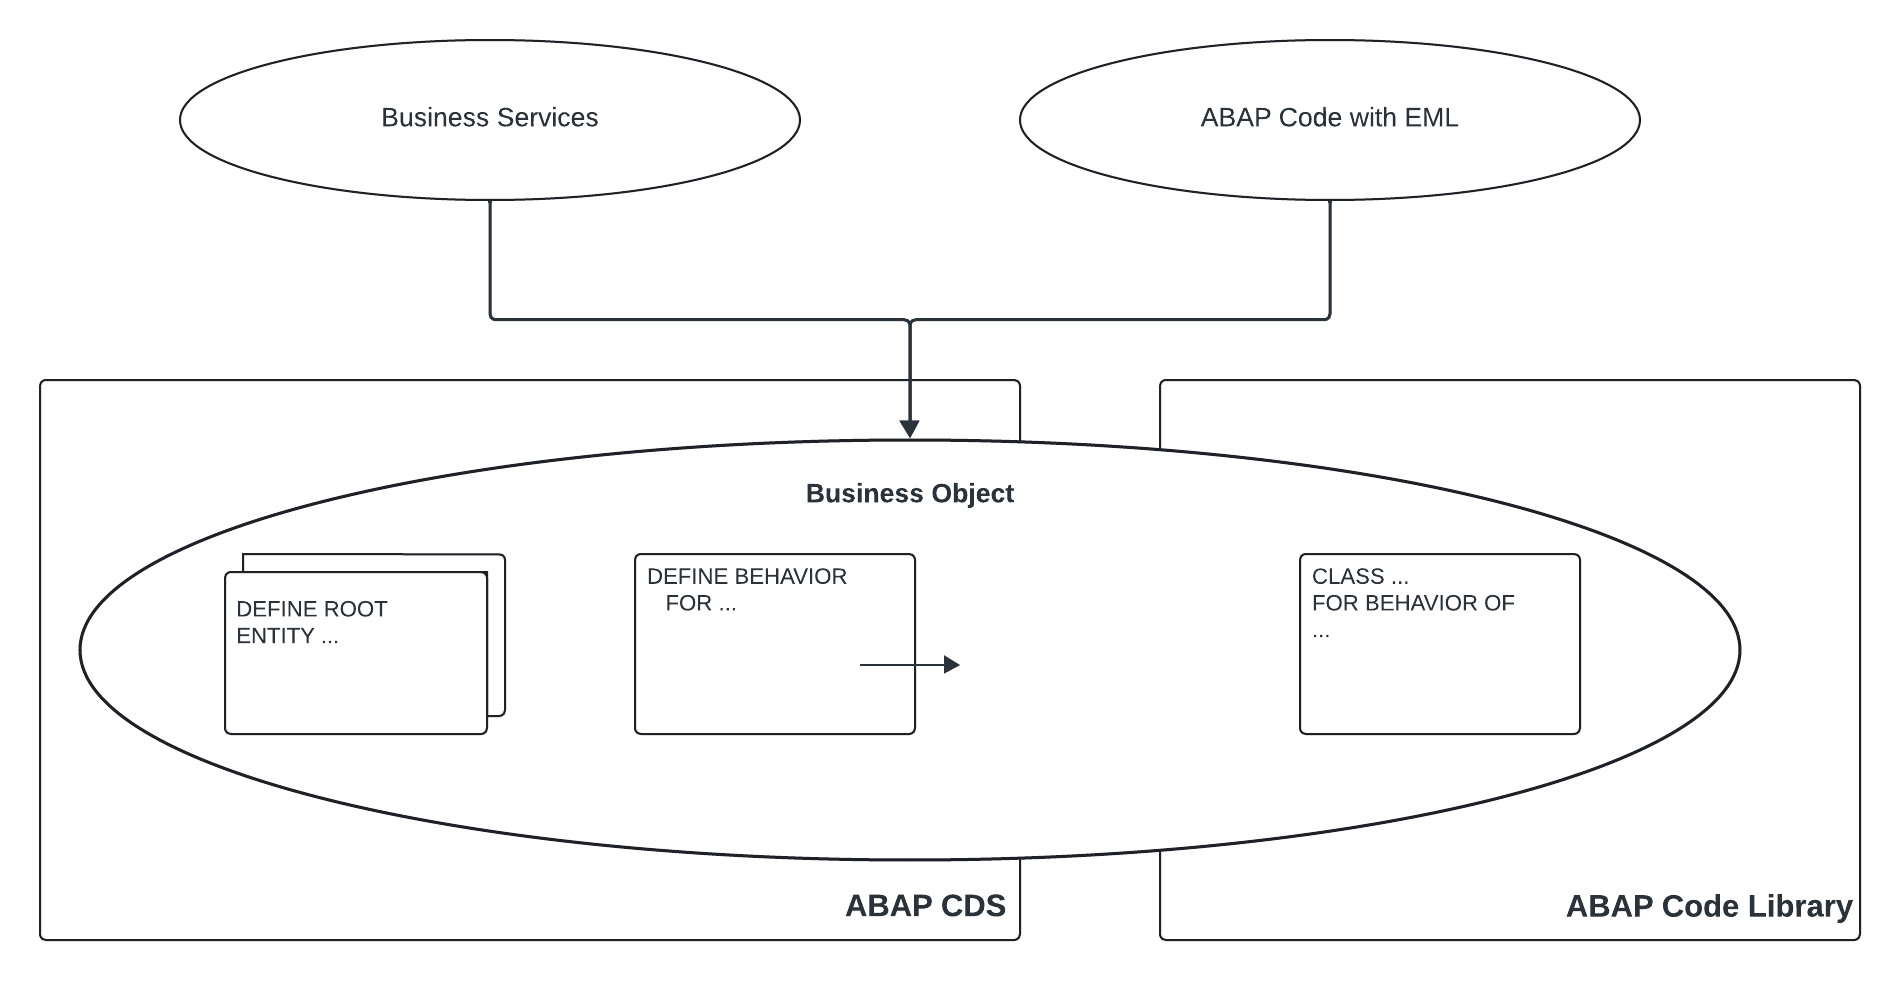 Business Services
ABAP Code with EML
Business Object
DEFINE ROOT
ENTITY ...
DEFINE BEHAVIOR
FOR ...
CLASS ...
FOR BEHAVIOR OF
...
ABAP CDS
ABAP Code Library